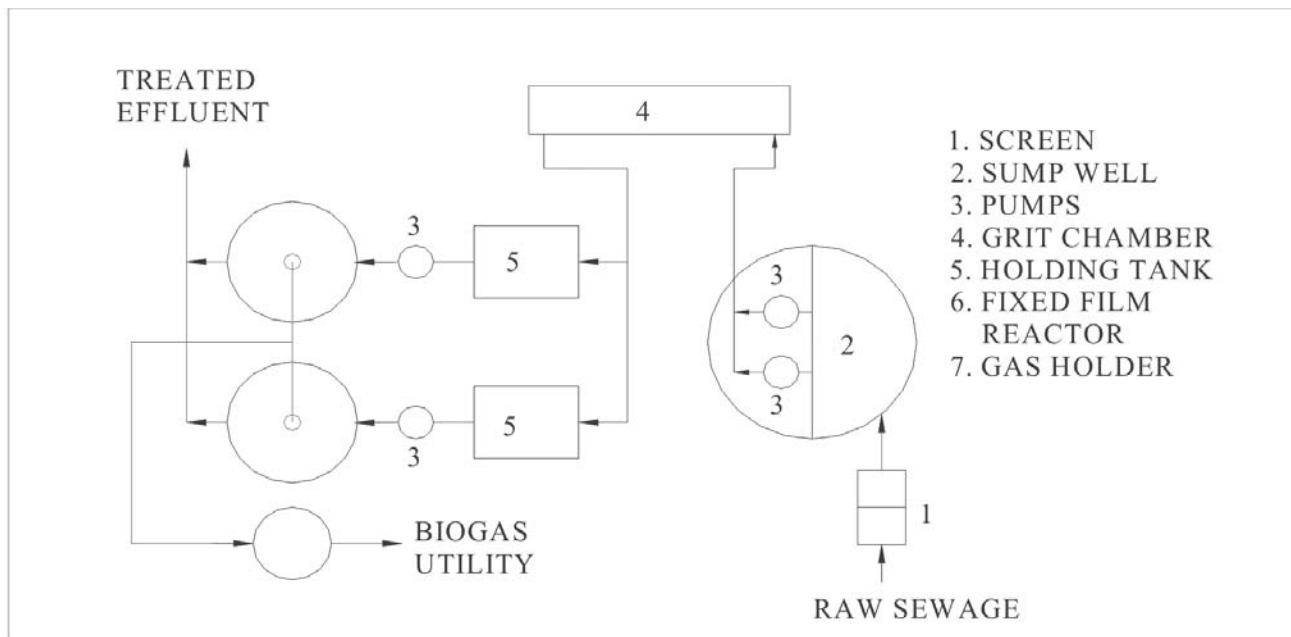 TREATED
EFFLUENT
4
1. SCREEN
2. SUMP WELL
3. PUMPS
4. GRIT CHAMBER
5. HOLDING TANK
6. FIXED FILM
REACTOR
7. GAS HOLDER
3
5
3
2
3
5
3
1
BIOGAS
UTILITY
RAW SEWAGE